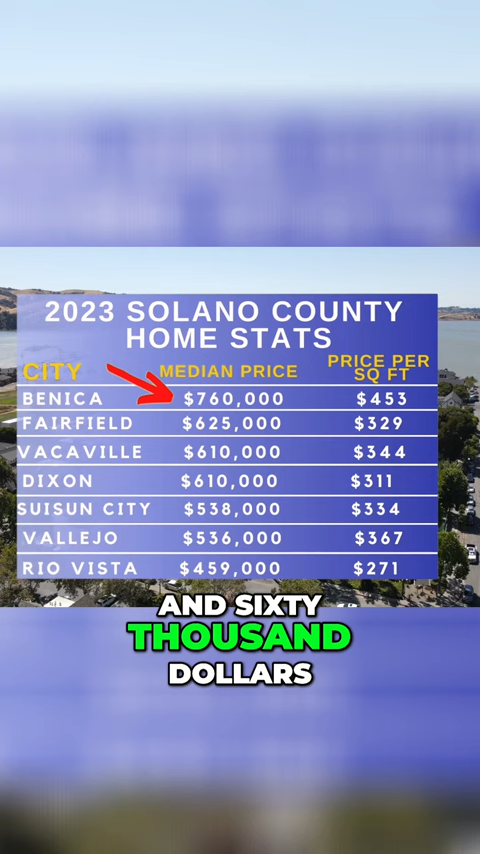 2023 SOLANO COUNTY
HOME STATS
CITY MEDIAN PRICE PRICE PER SQ FT
BENICA $760,000 $453
FAIRFIELD $625,000 $329
VACAVILLE $610,000 $344
DIXON $610,000 $311
SUISUN CITY $538,000 $334
VALLEJO $536,000 $367
RIO VISTA $459,000 $271
AND SIXTY
THOUSAND
DOLLARS